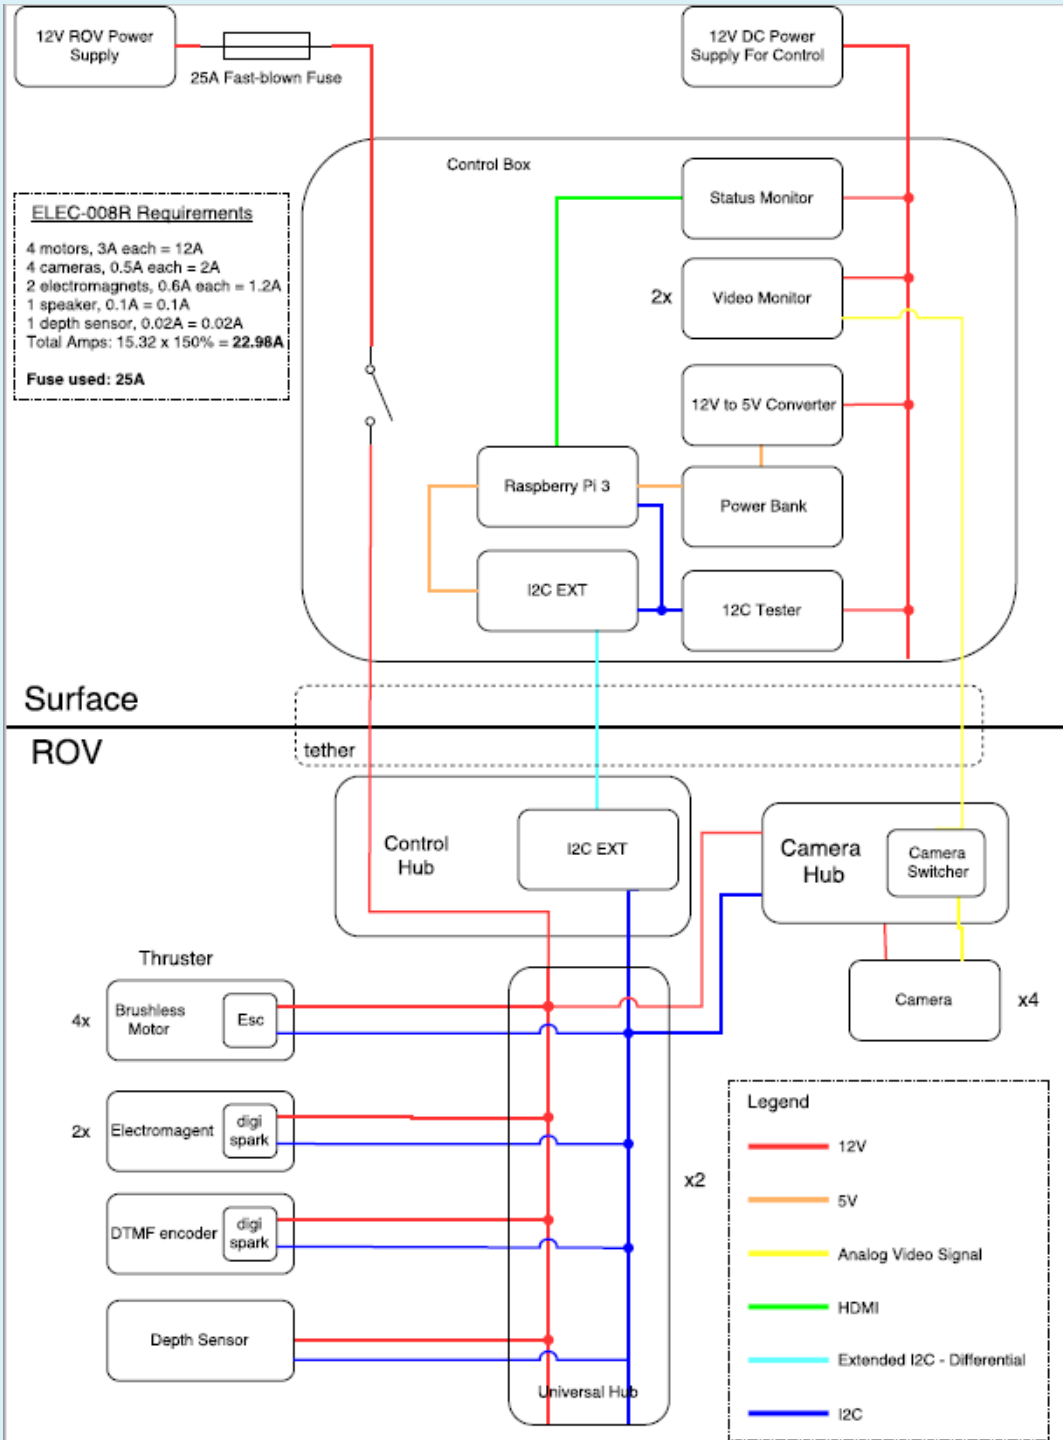 12V ROV Power
Supply
25A Fast-blown Fuse
12V DC Power
Supply For Control
Control Box
ELEC-008R Requirements
4 motors, 3A each = 12A
4 cameras, 0.5A each = 2A
2 electromagnets, 0.6A each = 1.2A
1 speaker, 0.1A = 0.1A
1 depth sensor, 0.02A = 0.02A
Total Amps: 15.32 x 150% = 22.98A
Fuse used: 25A
Status Monitor
2x
Video Monitor
12V to 5V Converter
Raspberry Pi 3
Power Bank
I2C EXT
12C Tester
Surface
ROV
tether
Control
Hub
I2C EXT
Camera
Hub
Camera
Switcher
Camera
x4
Thruster
4x
Brushless
Motor
Esc
2x
Electromagent
digi
spark
DTMF encoder
digi
spark
Depth Sensor
x2
Universal Hub
Legend
12V
5V
Analog Video Signal
HDMI
Extended I2C - Differential
I2C